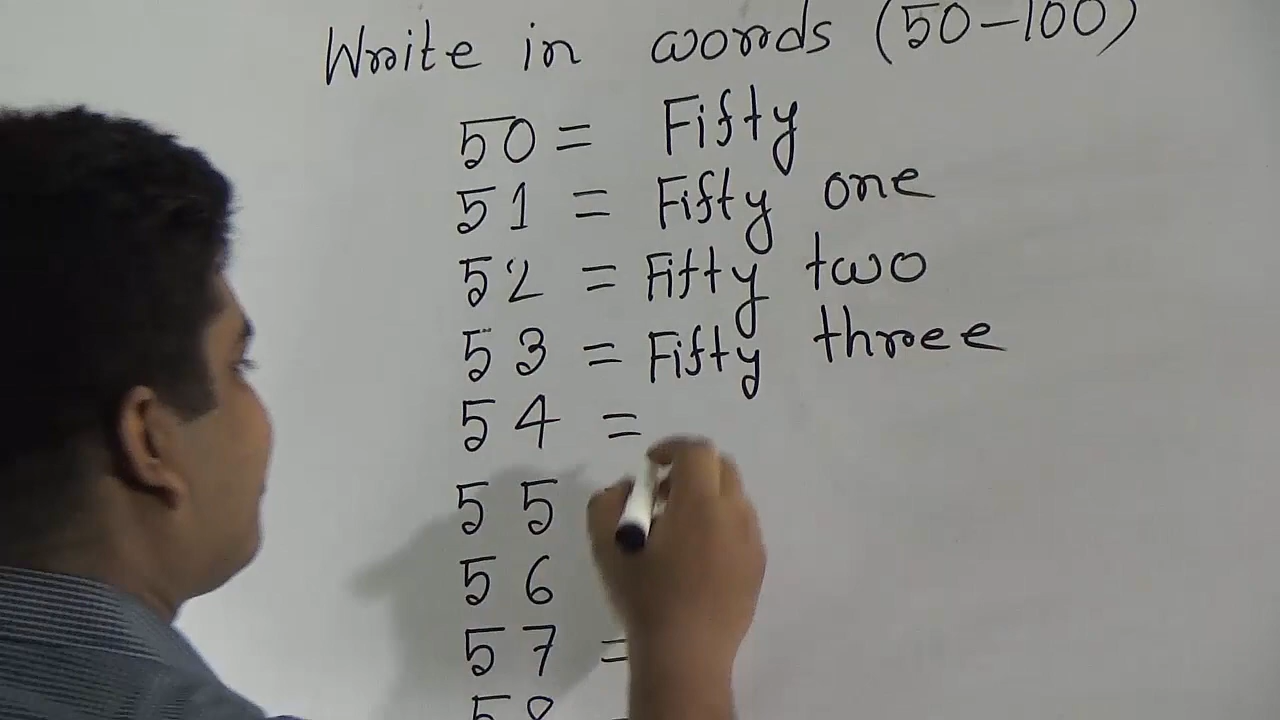 Write in words (50-100)
50 = Fifty
51 = Fifty one
52 = Fifty two
53 = Fifty three
54 =
55
56
57 =
58 =